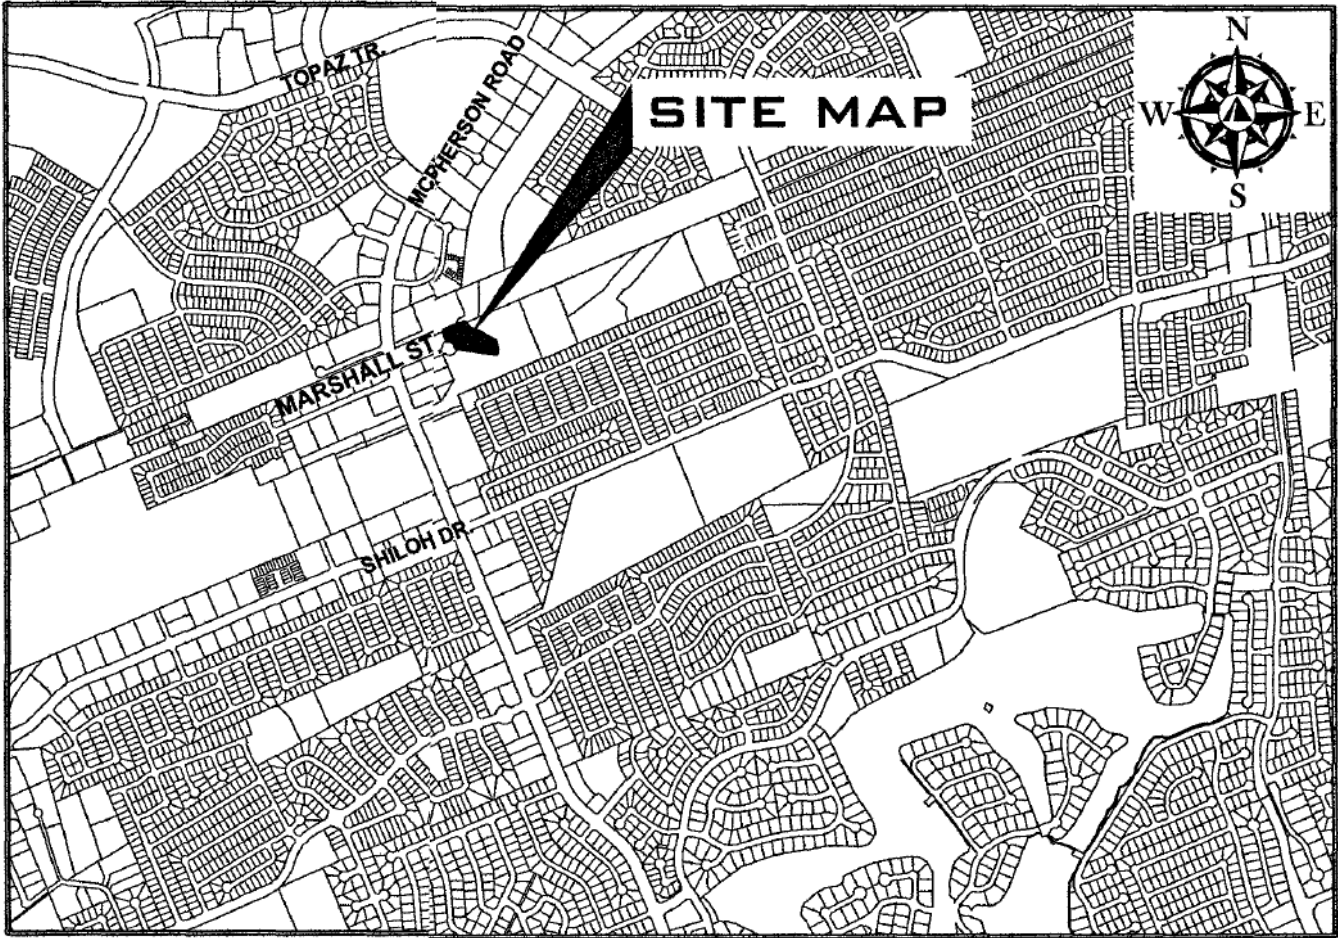 N
W E
S
SITE MAP
TOPAZ TR.
MCPHERSON ROAD
MARSHALL ST.
SHILOH DR.